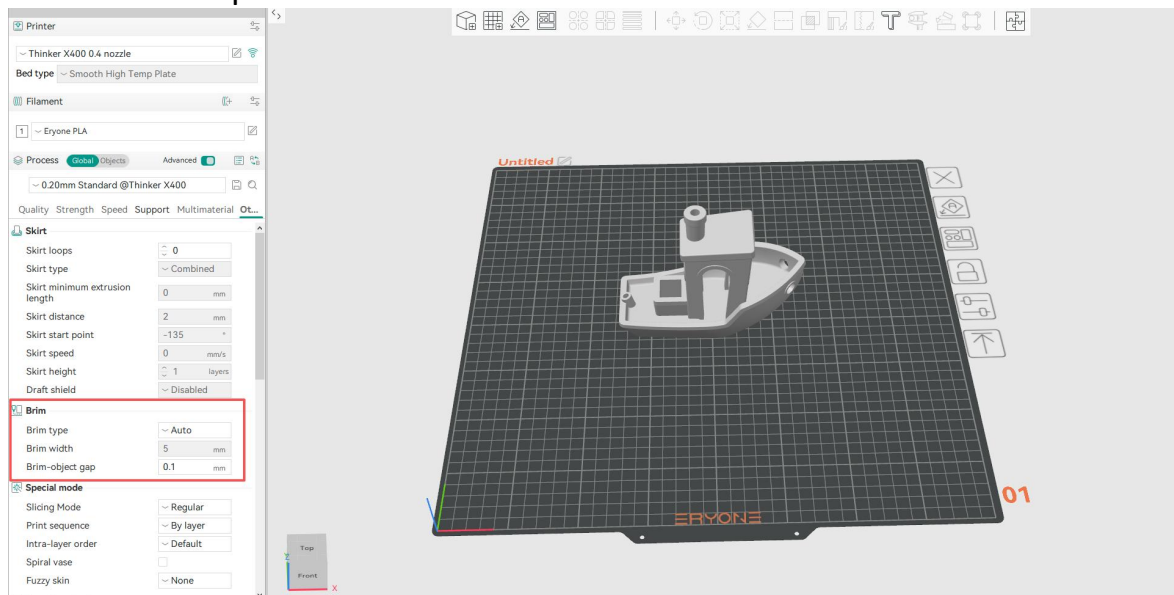 Printer
Thinker X400 0.4 nozzle
Bed type Smooth High Temp Plate
Filament
1 Eryone PLA
Process Global Objects Advanced
0.20mm Standard @Thinker X400
Quality Strength Speed Support Multimaterial Ot...
Skirt
Skirt loops 0
Skirt type Combined
Skirt minimum extrusion
length 0 mm
Skirt distance 2 mm
Skirt start point -135 °
Skirt speed 0 mm/s
Skirt height 1 layers
Draft shield Disabled
Brim
Brim type Auto
Brim width 5 mm
Brim-object gap 0.1 mm
Special mode
Slicing Mode Regular
Print sequence By layer
Intra-layer order Default
Spiral vase
Fuzzy skin None
Untitled
01
ERYONE
Top
Front
Z
X